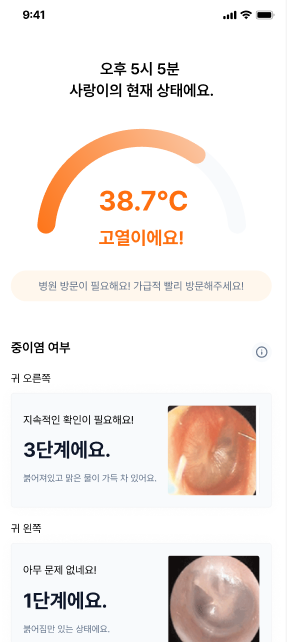 9:41
오후 5시 5분
사랑이의 현재 상태에요.
38.7°C
고열이에요!
병원 방문이 필요해요! 가급적 빨리 방문해주세요!
중이염 여부
귀 오른쪽
지속적인 확인이 필요해요!
3단계에요.
붉어져있고 맑은 물이 가득 차 있어요.
귀 왼쪽
아무 문제 없네요!
1단계에요.
붉어짐만 있는 상태에요.